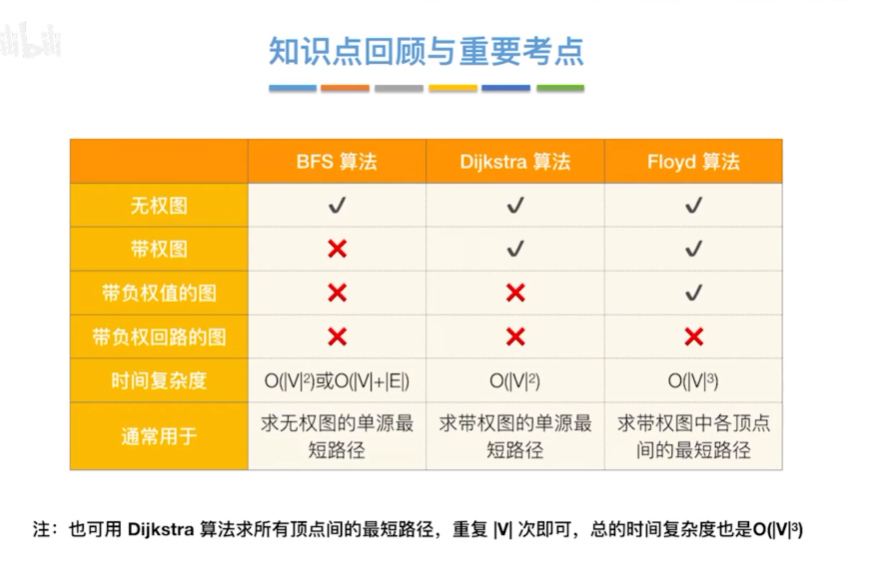 bilibili
知识点回顾与重要考点
BFS 算法 Dijkstra 算法 Floyd 算法
无权图 ✓ ✓ ✓
带权图 ✗ ✓ ✓
带负权值的图 ✗ ✗ ✓
带负权回路的图 ✗ ✗ ✗
时间复杂度 O(|V|²)或O(|V|+|E|) O(|V|²) O(|V|³)
通常用于 求无权图的单源最 求带权图的单源最 求带权图中各顶点
短路径 短路径 间的最短路径
注：也可用 Dijkstra 算法求所有顶点间的最短路径，重复 |V| 次即可，总的时间复杂度也是O(|V|³)